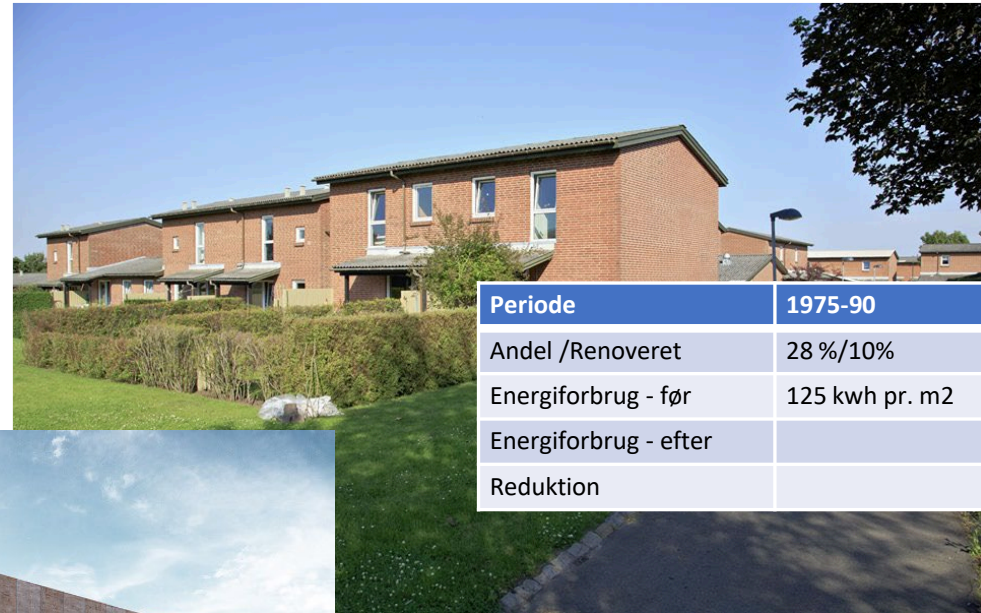 Periode 1975-90
Andel /Renoveret 28 %/10%
Energiforbrug - før 125 kwh pr. m2
Energiforbrug - efter
Reduktion